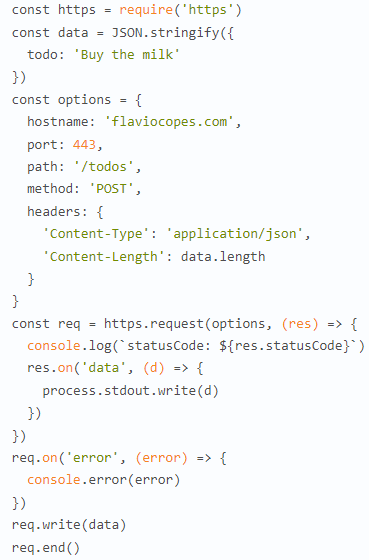 const https = require('https')
const data = JSON.stringify({
  todo: 'Buy the milk'
})
const options = {
  hostname: 'flaviocopes.com',
  port: 443,
  path: '/todos',
  method: 'POST',
  headers: {
    'Content-Type': 'application/json',
    'Content-Length': data.length
  }
}
const req = https.request(options, (res) => {
  console.log(`statusCode: ${res.statusCode}`)
  res.on('data', (d) => {
    process.stdout.write(d)
  })
})
req.on('error', (error) => {
  console.error(error)
})
req.write(data)
req.end()